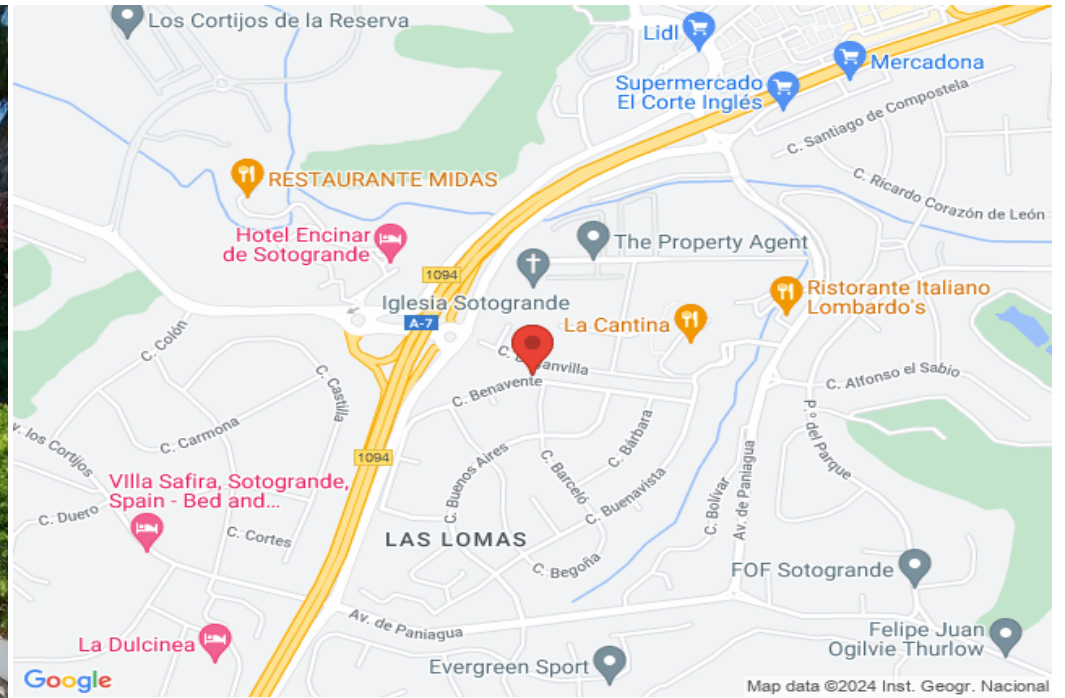 Los Cortijos de la Reserva
Lidl
Mercadona
Supermercado
El Corte Inglés
C. Santiago de Compostela
C. Ricardo Corazón de León
RESTAURANTE MIDAS
Hotel Encinar
de Sotogrande
The Property Agent
1094
Iglesia Sotogrande
Ristorante Italiano
Lombardo's
A-7
La Cantina
C. Colón
anvilla
C. Benavente
C. Alfonso el Sabio
C. Castilla
C. Carmona
C. Bárbara
P.º del Parque
los Cortijos
1094
C. Buenos Aires
C. Barceló
C. Buenavista
C. Bolívar
Av. de Paniagua
VIlla Safira, Sotogrande,
Spain - Bed and...
C. Duero
C. Cortes
LAS LOMAS
C. Begoña
FOF Sotogrande
Av. de Paniagua
La Dulcinea
Felipe Juan
Ogilvie Thurlow
Evergreen Sport
Google
Map data ©2024 Inst. Geogr. Nacional